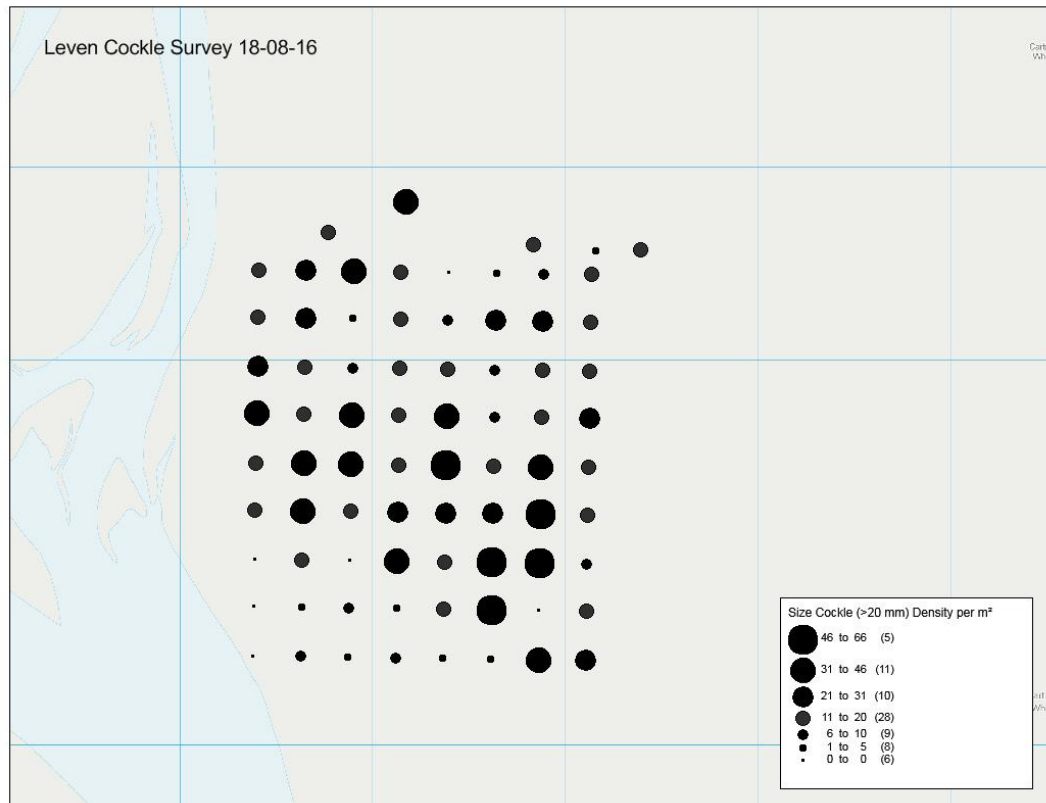 Leven Cockle Survey 18-08-16
Size Cockle (>20 mm) Density per m²
46 to 66 (5)
31 to 46 (11)
21 to 31 (10)
11 to 20 (28)
6 to 10 (9)
1 to 5 (8)
0 to 0 (6)